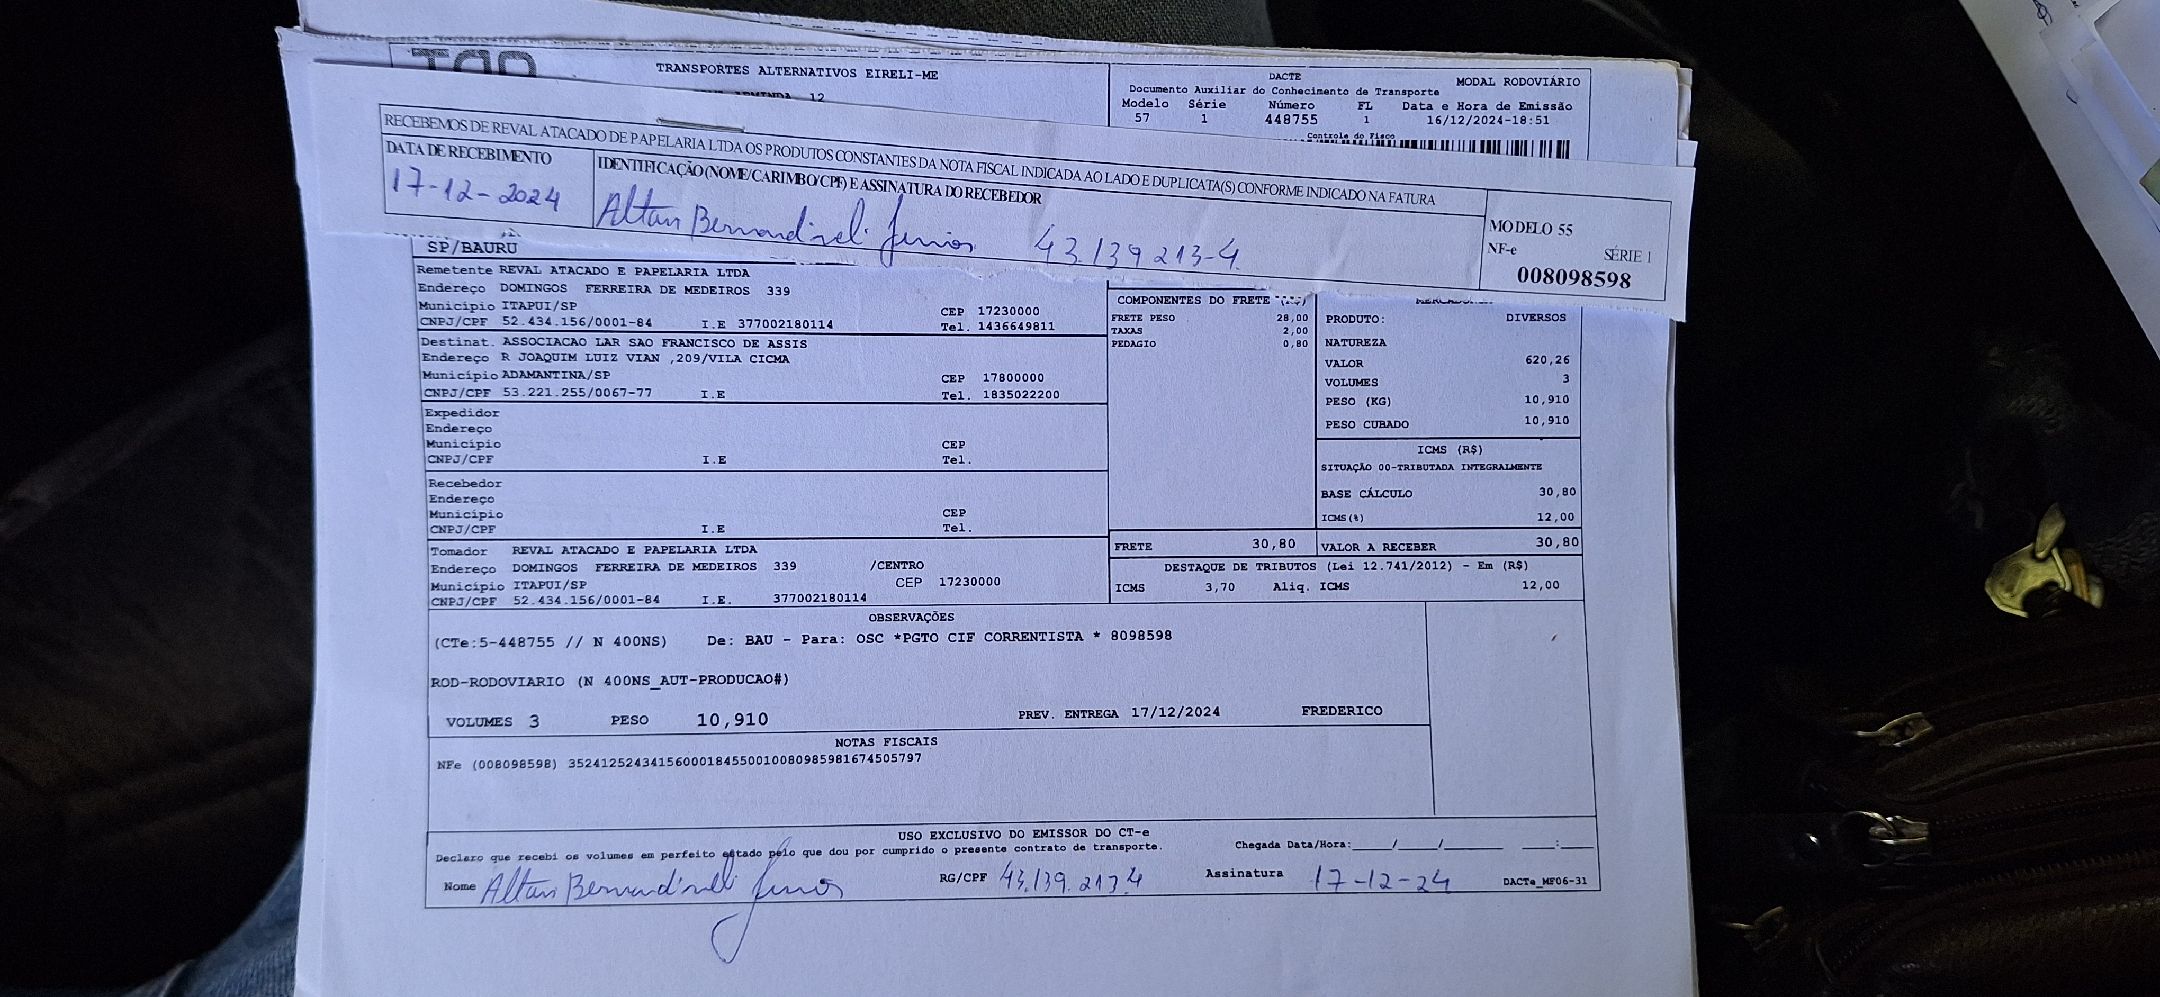 TRANSPORTES ALTERNATIVOS EIRELI-ME
12
DACTE
MODAL RODOVIÁRIO
Documento Auxiliar do Conhecimento de Transporte
Modelo Série Número FL Data e Hora de Emissão
57 1 448755 1 16/12/2024-18:51
Controle do Fisco
RECEBEMOS DE REVAL ATACADO DE PAPELARIA LTDA OS PRODUTOS CONSTANTES DA NOTA FISCAL INDICADA AO LADO E DUPLICATA(S) CONFORME INDICADO NA FATURA
DATA DE RECEBIMENTO
17-12-2024
IDENTIFICAÇÃO (NOME/CARIMBO/CPF) E ASSINATURA DO RECEBEDOR
Altan Bernardineli Junior 43.139 213-4
MODELO 55
NF-e SÉRIE 1
008098598
SP/BAURU
Remetente REVAL ATACADO E PAPELARIA LTDA
Endereço DOMINGOS FERREIRA DE MEDEIROS 339
Município ITAPUI/SP CEP 17230000
CNPJ/CPF 52.434.156/0001-84 I.E 377002180114 Tel. 1436649811
Destinat. ASSOCIACAO LAR SAO FRANCISCO DE ASSIS
Endereço R JOAQUIM LUIZ VIAN ,209/VILA CICMA
Município ADAMANTINA/SP CEP 17800000
CNPJ/CPF 53.221.255/0067-77 I.E Tel. 1835022200
Expedidor
Endereço
Município CEP
CNPJ/CPF I.E Tel.
Recebedor
Endereço
Município CEP
CNPJ/CPF I.E Tel.
Tomador REVAL ATACADO E PAPELARIA LTDA
Endereço DOMINGOS FERREIRA DE MEDEIROS 339 /CENTRO
Município ITAPUI/SP CEP 17230000
CNPJ/CPF 52.434.156/0001-84 I.E. 377002180114
COMPONENTES DO FRETE (R$)
FRETE PESO 28,00
TAXAS 2,00
PEDAGIO 0,80
PRODUTO: DIVERSOS
NATUREZA
VALOR 620,26
VOLUMES 3
PESO (KG) 10,910
PESO CUBADO 10,910
ICMS (R$)
SITUAÇÃO 00-TRIBUTADA INTEGRALMENTE
BASE CÁLCULO 30,80
ICMS(%) 12,00
FRETE 30,80 VALOR A RECEBER 30,80
DESTAQUE DE TRIBUTOS (Lei 12.741/2012) - Em (R$)
ICMS 3,70 Aliq. ICMS 12,00
OBSERVAÇÕES
(CTe:5-448755 // N 400NS) De: BAU - Para: OSC *PGTO CIF CORRENTISTA * 8098598
ROD-RODOVIARIO (N 400NS_AUT-PRODUCAO#)
VOLUMES 3 PESO 10,910 PREV. ENTREGA 17/12/2024 FREDERICO
NOTAS FISCAIS
NFe (008098598) 35241252434156000184550010080985981674505797
USO EXCLUSIVO DO EMISSOR DO CT-e
Declaro que recebi os volumes em perfeito estado pelo que dou por cumprido o presente contrato de transporte. Chegada Data/Hora:____/____/______ ____:____
Nome Altan Bernardineli Junior RG/CPF 43.139.213.4 Assinatura 17-12-24 DACTe_MF06-31